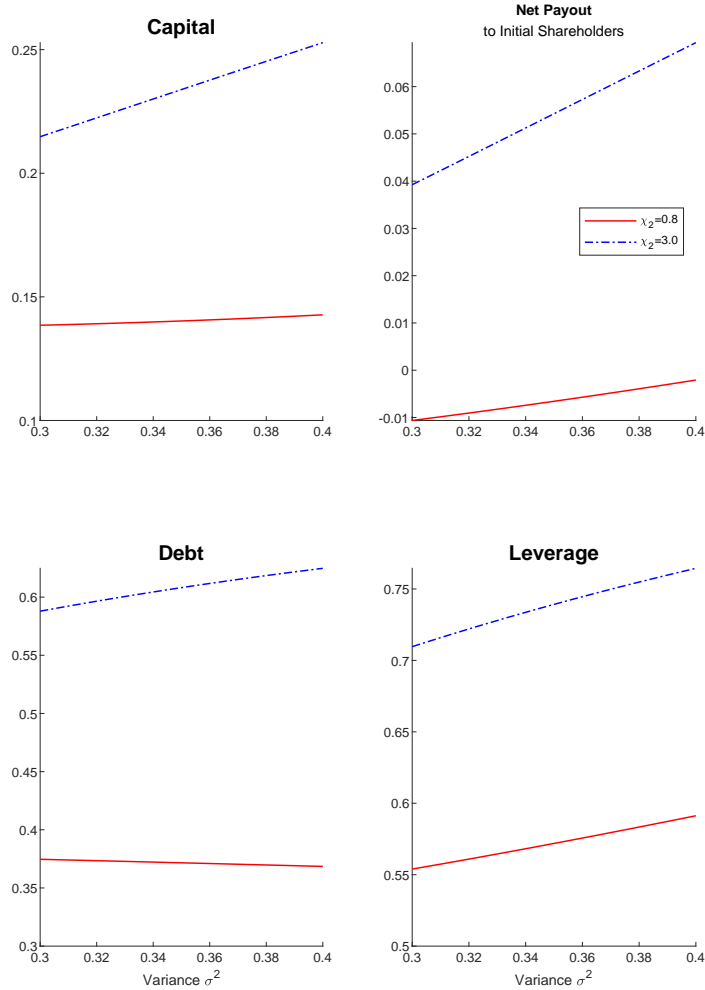 Capital
0.25
0.2
0.15
0.1
0.3 0.32 0.34 0.36 0.38 0.4
Net Payout
to Initial Shareholders
0.06
0.05
0.04
0.03
0.02
0.01
0
-0.01
0.3 0.32 0.34 0.36 0.38 0.4
χ₂=0.8
χ₂=3.0
Debt
0.6
0.55
0.5
0.45
0.4
0.35
0.3
0.3 0.32 0.34 0.36 0.38 0.4
Variance σ²
Leverage
0.75
0.7
0.65
0.6
0.55
0.5
0.3 0.32 0.34 0.36 0.38 0.4
Variance σ²